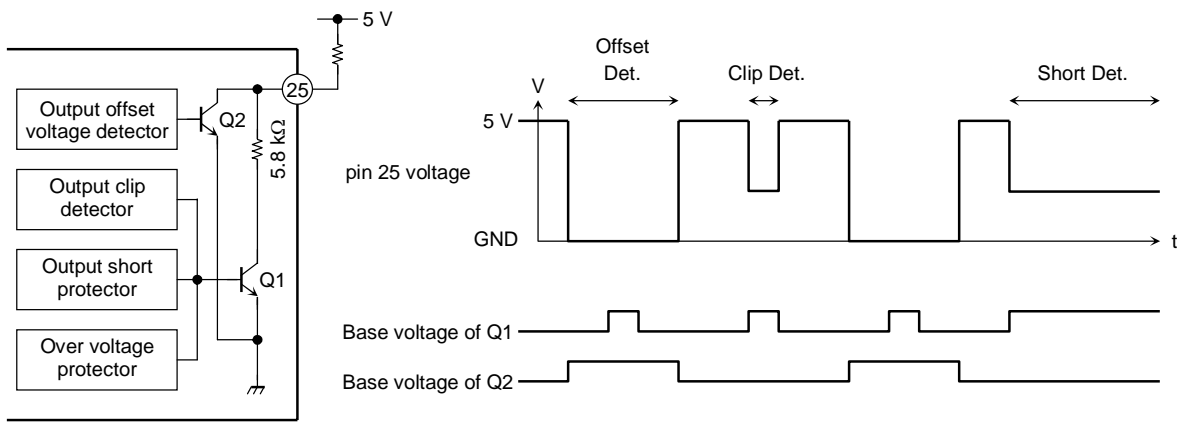 5 V
25
Output offset
voltage detector
Q2
5.8 kΩ
Output clip
detector
Output short
protector
Q1
Over voltage
protector
Offset
Det.
Clip Det.
Short Det.
V
5 V
pin 25 voltage
GND
t
Base voltage of Q1
Base voltage of Q2